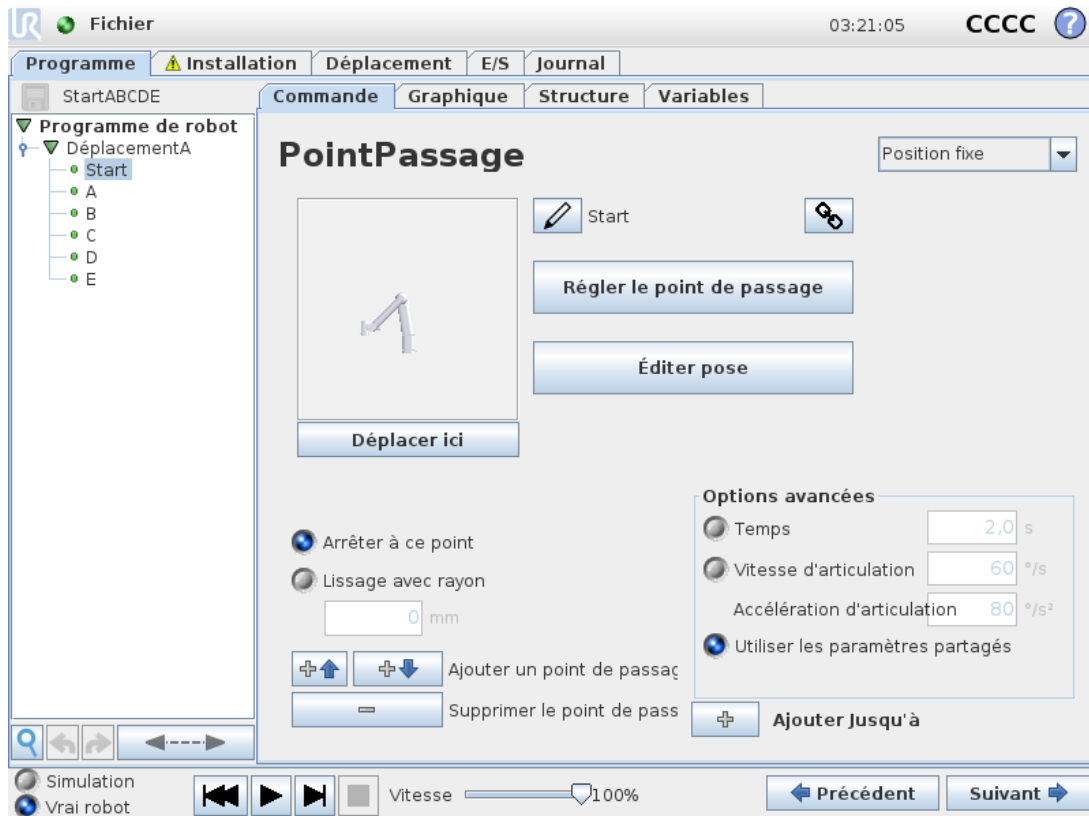 Fichier 03:21:05 CCCC ?
Programme Installation Déplacement E/S Journal
StartABCDE Commande Graphique Structure Variables
Programme de robot
DéplacementA
Start
A
B
C
D
E
PointPassage Position fixe
Start
Régler le point de passage
Éditer pose
Déplacer ici
Arrêter à ce point
Lissage avec rayon
0 mm
Ajouter un point de passag
Supprimer le point de pass
Options avancées
Temps 2,0 s
Vitesse d'articulation 60 °/s
Accélération d'articulation 80 °/s²
Utiliser les paramètres partagés
Ajouter Jusqu'à
Simulation
Vrai robot
Vitesse 100%
Précédent Suivant